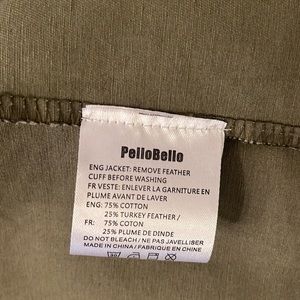 PelloBello
ENG JACKET: REMOVE FEATHER
CUFF BEFORE WASHING
FR VESTE: ENLEVER LA GARNITURE EN
PLUME AVANT DE LAVER
ENG: 75% COTTON
25% TURKEY FEATHER /
FR: 75% COTON
25% PLUME DE DINDE
DO NOT BLEACH / NE PAS JAVELLISER
MADE IN CHINA / FABRIQUE EN CHINE